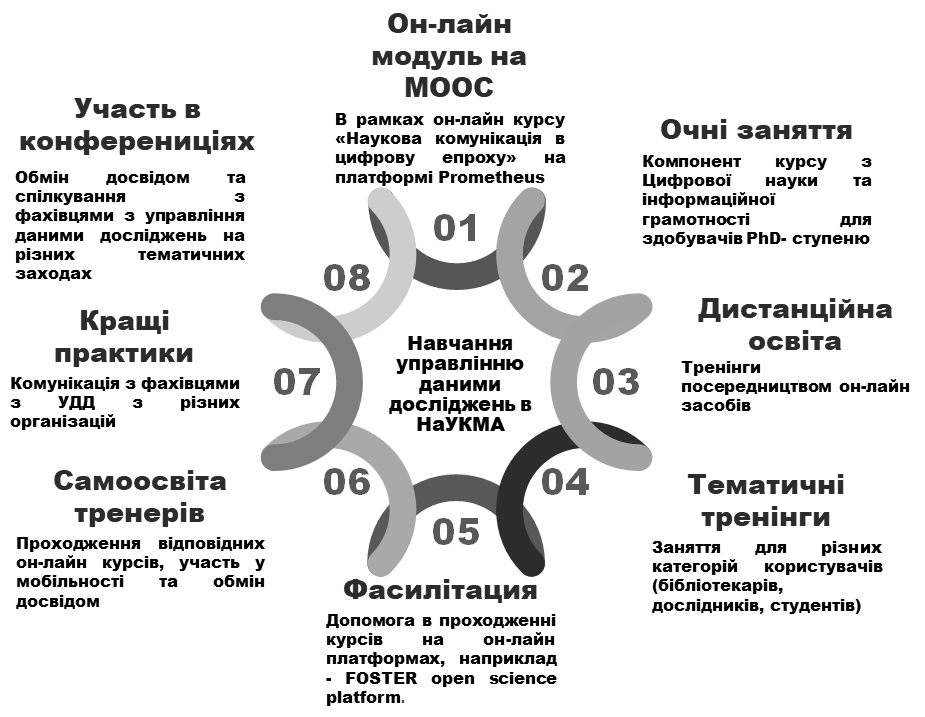 Он-лайн
модуль на
МООС
В рамках он-лайн курсу
«Наукова комунікація в
цифрову епроху» на
платформі Prometheus
01
Очні заняття
Компонент курсу з
Цифрової науки та
інформаційної
грамотності для
здобувачів PhD- ступеню
02
Дистанційна
освіта
Тренінги
посередництвом он-лайн
засобів
03
Тематичні
тренінги
Заняття для різних
категорій користувачів
(бібліотекарів,
дослідників, студентів)
04
05
Фасилітація
Допомога в проходженні
курсів на он-лайн
платформах, наприклад
- FOSTER open science
platform.
06
Самоосвіта
тренерів
Проходження відповідних
он-лайн курсів, участь у
мобільності та обмін
досвідом
07
Кращі
практики
Комунікація з фахівцями
з УДД з різних
організацій
08
Участь в
конферениціях
Обмін досвідом та
спілкування з
фахівцями з управління
даними досліджень на
різних тематичних
заходах
Навчання
управлінню
даними
досліджень в
НаУКМА